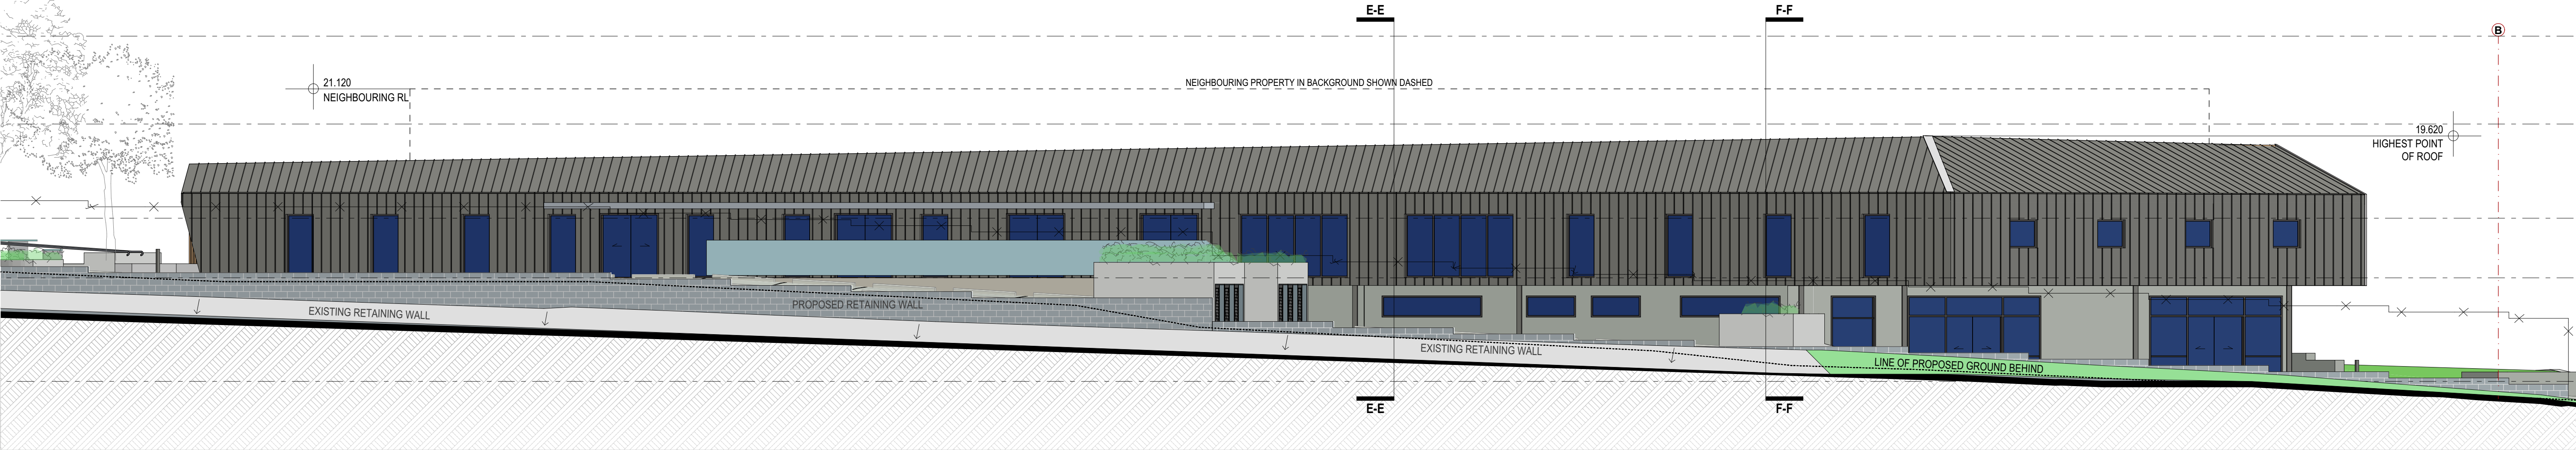 E-E
F-F
B
21.120
NEIGHBOURING RL
NEIGHBOURING PROPERTY IN BACKGROUND SHOWN DASHED
19.620
HIGHEST POINT
OF ROOF
EXISTING RETAINING WALL
PROPOSED RETAINING WALL
EXISTING RETAINING WALL
LINE OF PROPOSED GROUND BEHIND
E-E
F-F